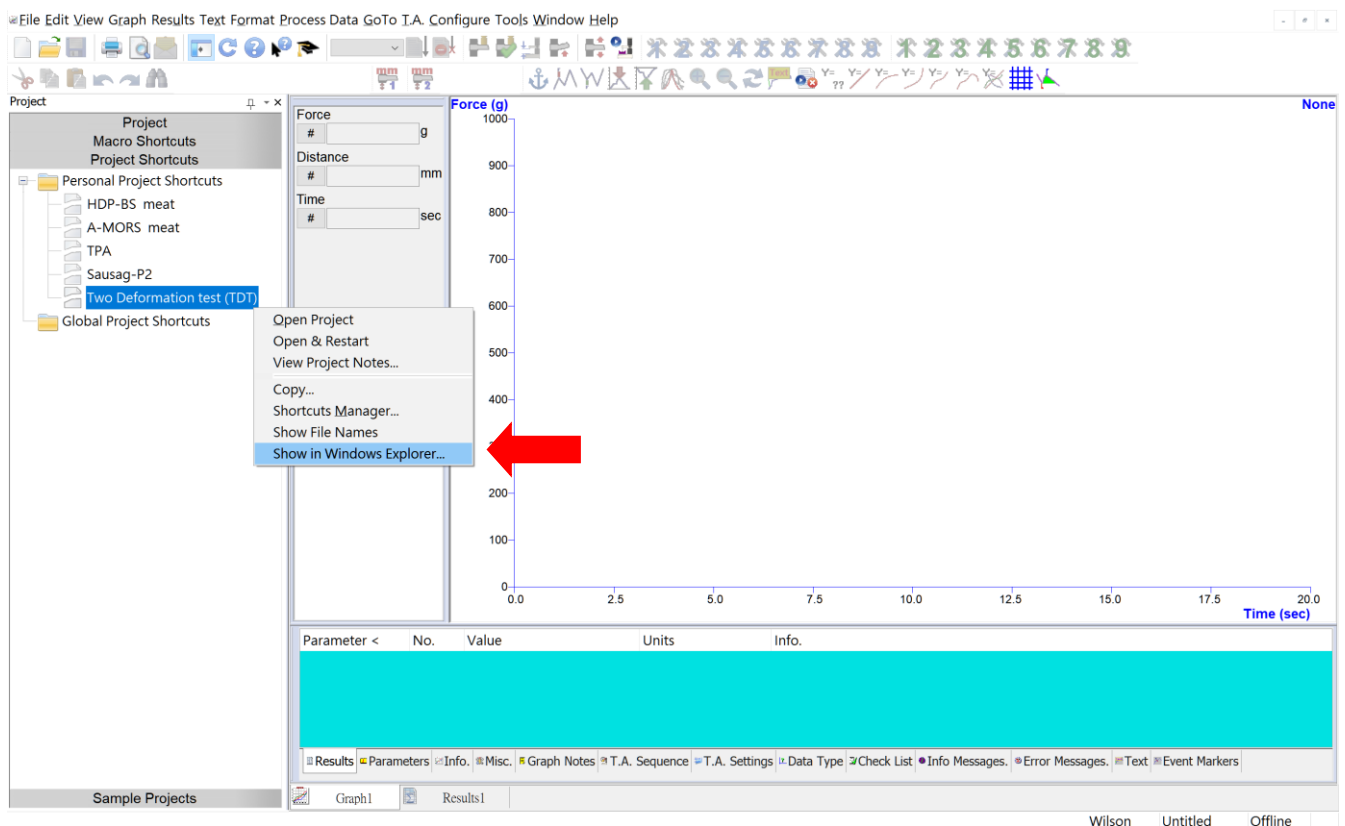 File Edit View Graph Results Text Format Process Data GoTo T.A. Configure Tools Window Help
Project
Project
Macro Shortcuts
Project Shortcuts
Personal Project Shortcuts
HDP-BS meat
A-MORS meat
TPA
Sausag-P2
Two Deformation test (TDT)
Global Project Shortcuts
Sample Projects
Open Project
Open & Restart
View Project Notes...
Copy...
Shortcuts Manager...
Show File Names
Show in Windows Explorer...
Force
# g
Distance
# mm
Time
# sec
Force (g)
None
1000
900
800
700
600
500
400
200
100
0
0.0 2.5 5.0 7.5 10.0 12.5 15.0 17.5 20.0
Time (sec)
Parameter < No. Value Units Info.
Results Parameters Info. Misc. Graph Notes T.A. Sequence T.A. Settings Data Type Check List Info Messages. Error Messages. Text Event Markers
Graph1 Results1
Wilson Untitled Offline